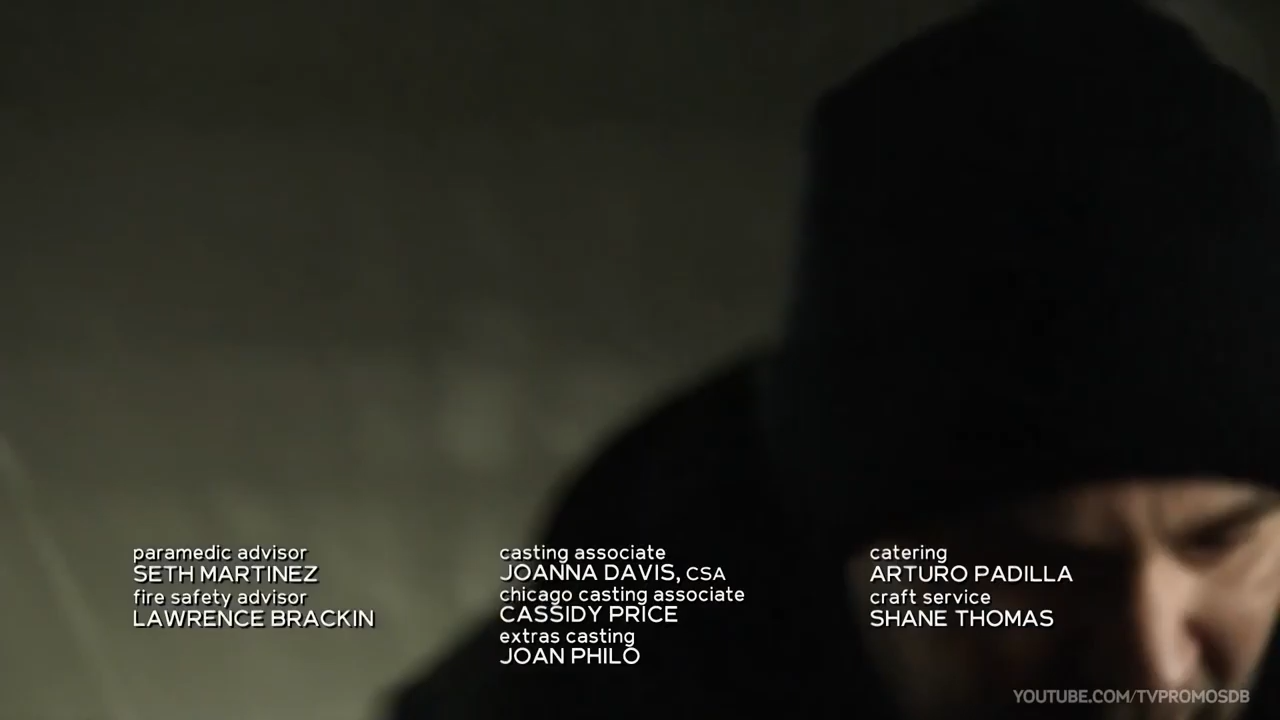 paramedic advisor
SETH MARTINEZ
fire safety advisor
LAWRENCE BRACKIN
casting associate
JOANNA DAVIS, CSA
chicago casting associate
CASSIDY PRICE
extras casting
JOAN PHILO
catering
ARTURO PADILLA
craft service
SHANE THOMAS
YOUTUBE.COM/TVPROMOSDB